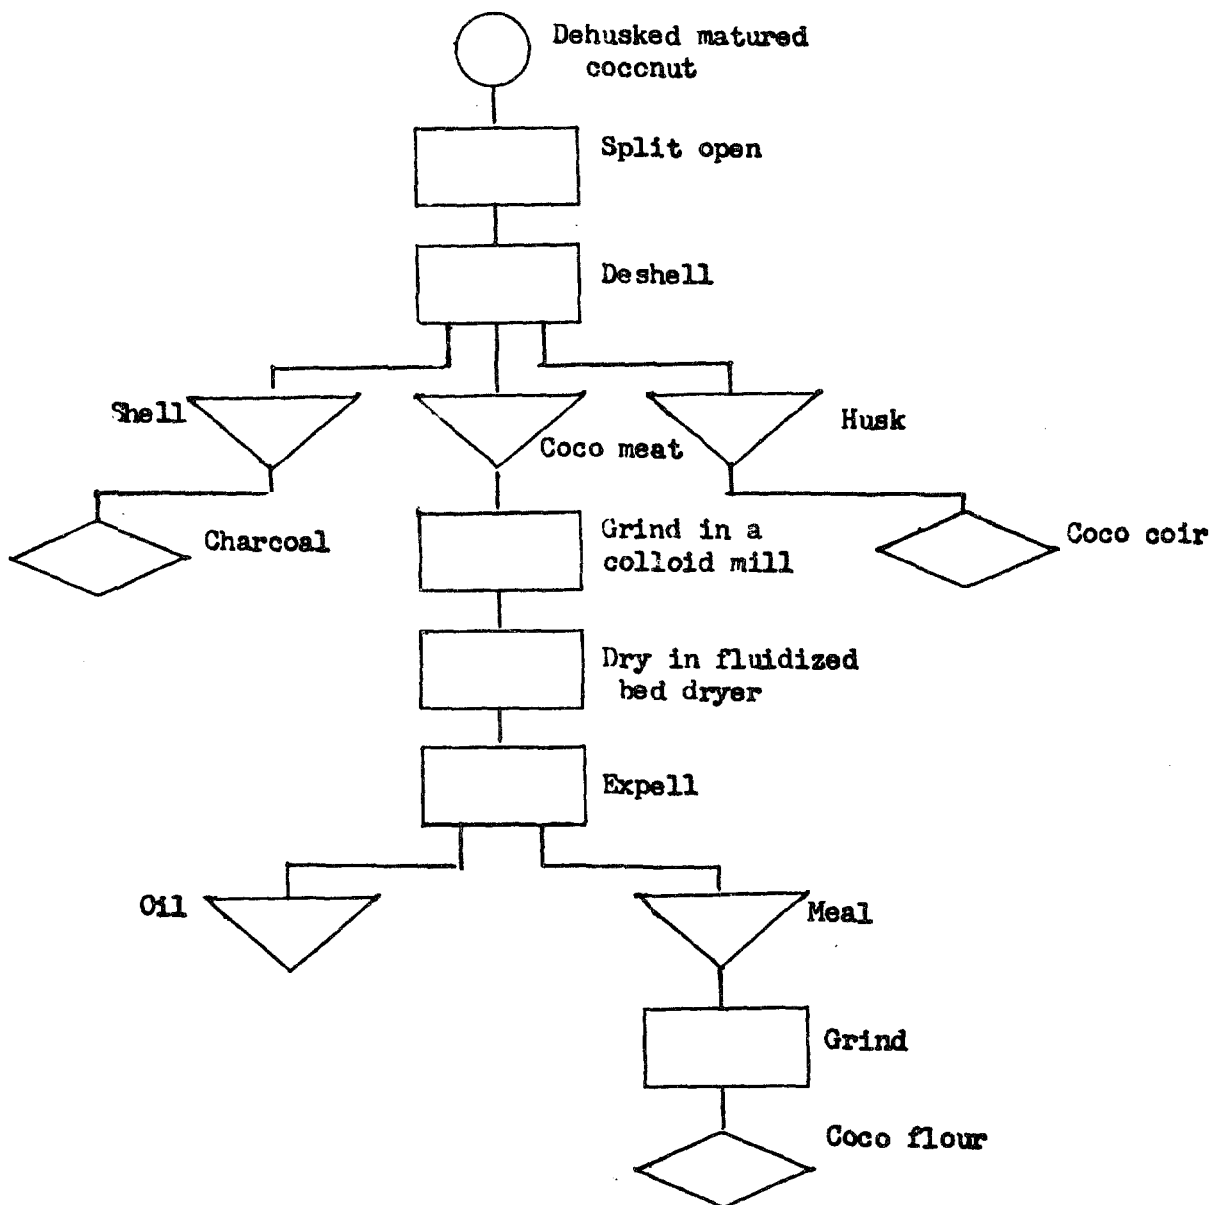 Dehusked matured
coccnut
Split open
Deshell
Shell
Coco meat
Husk
Charcoal
Grind in a
colloid mill
Coco coir
Dry in fluidized
bed dryer
Expell
Oil
Meal
Grind
Coco flour